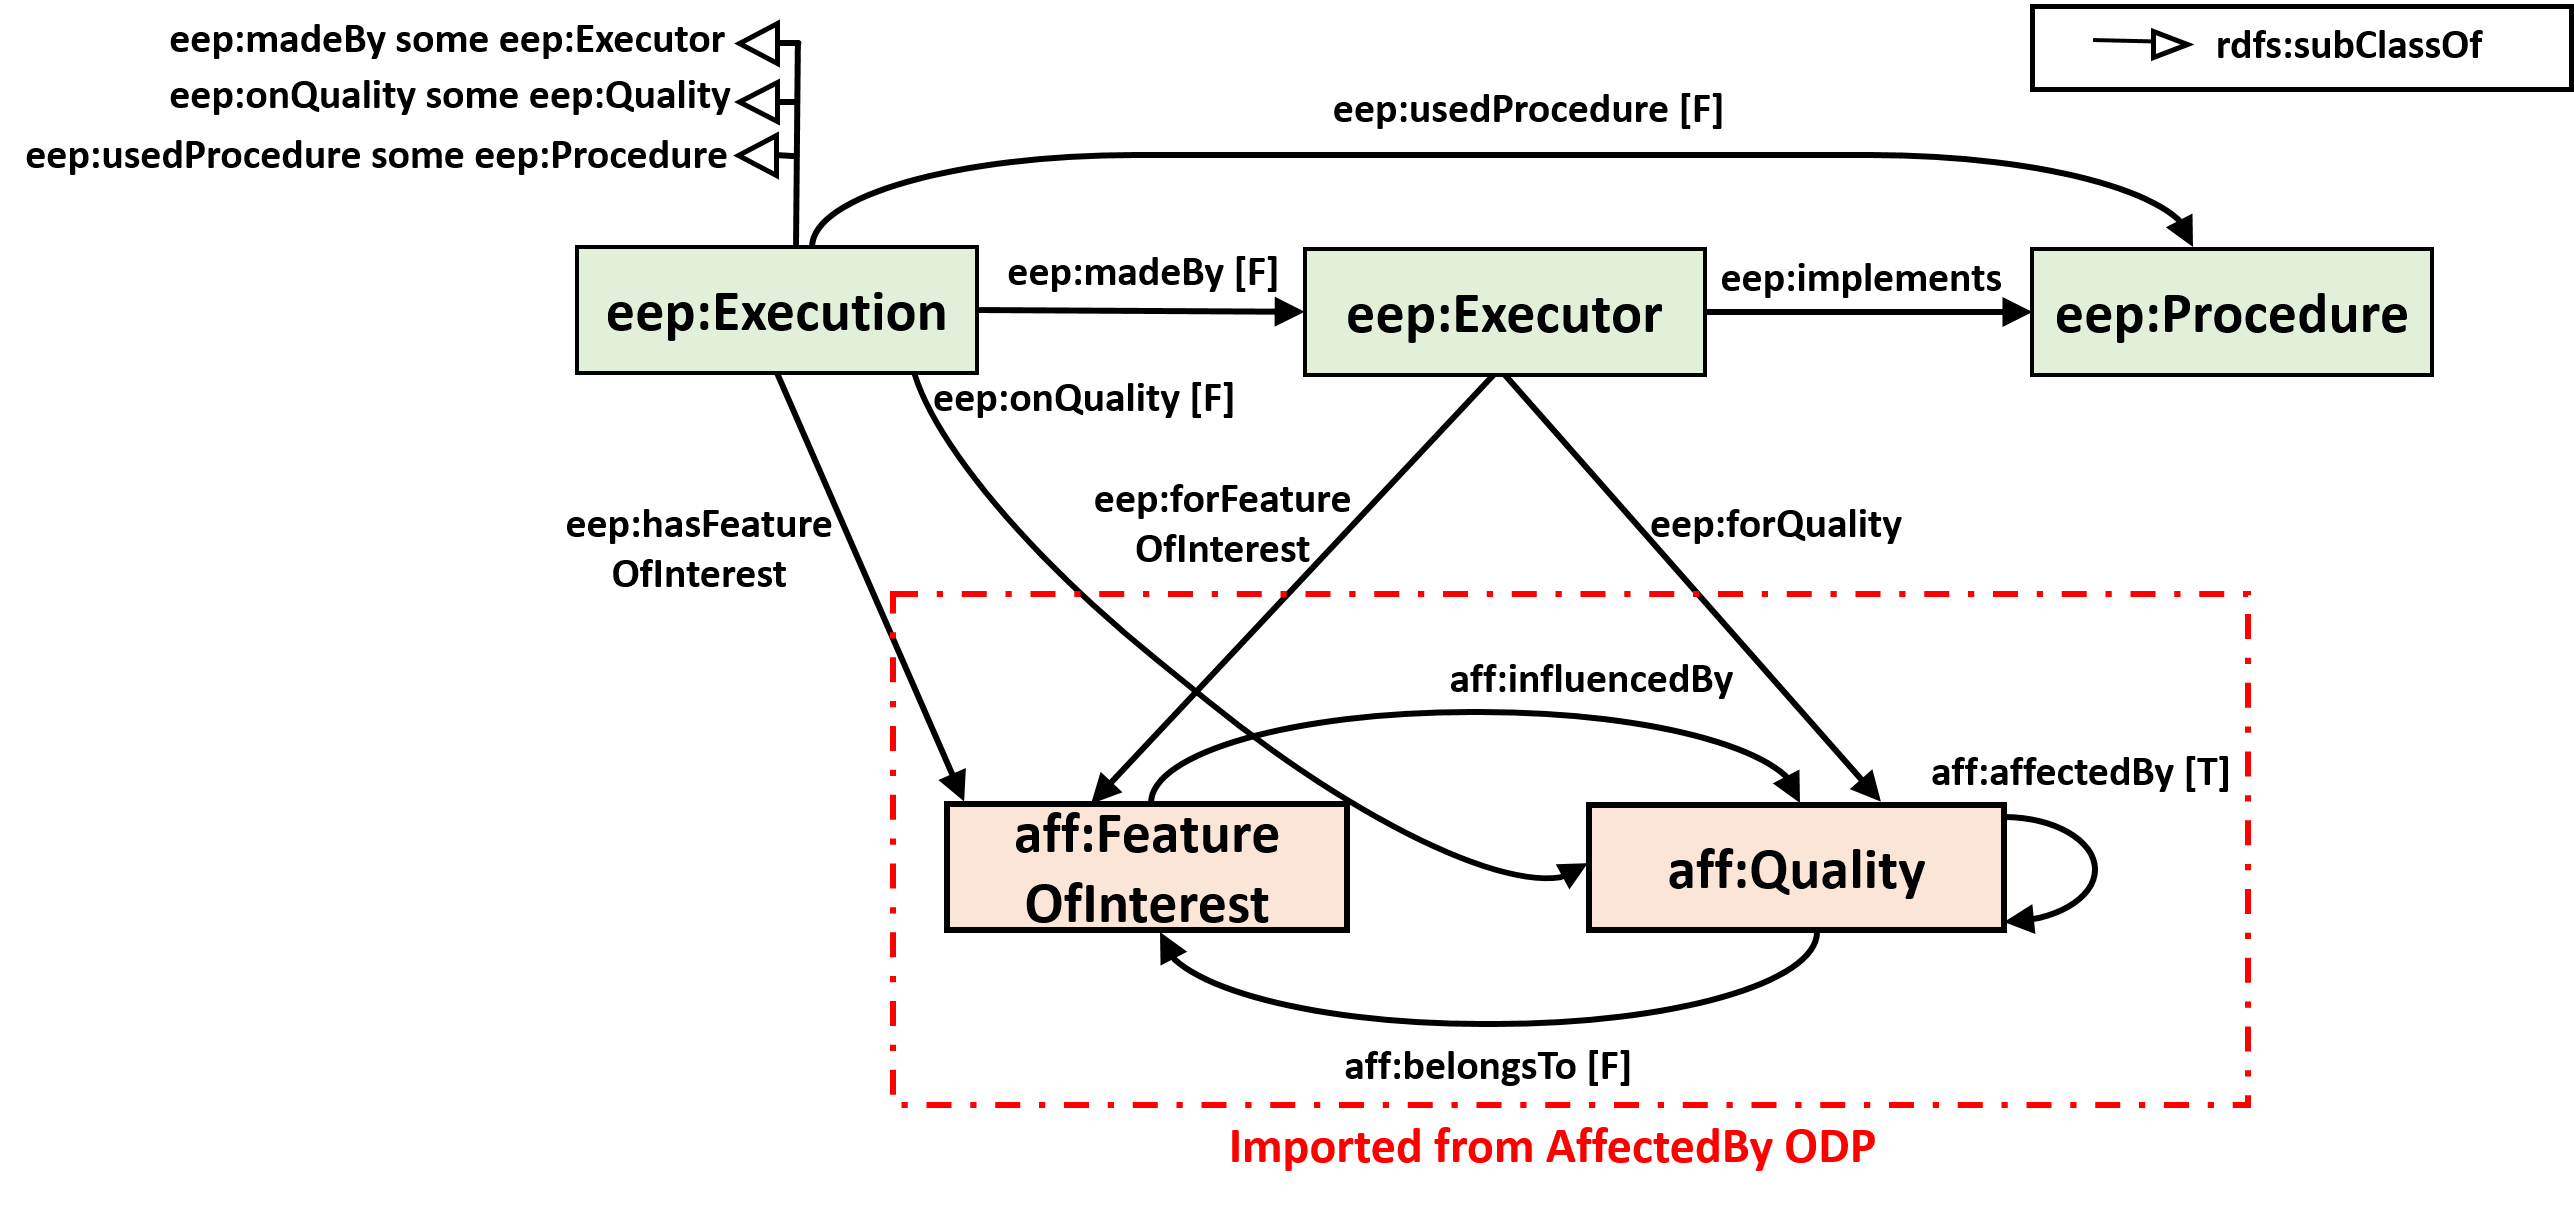 eep:madeBy some eep:Executor
eep:onQuality some eep:Quality
eep:usedProcedure some eep:Procedure
rdfs:subClassOf
eep:usedProcedure [F]
eep:Execution
eep:madeBy [F]
eep:Executor
eep:implements
eep:Procedure
eep:onQuality [F]
eep:hasFeature
OfInterest
eep:forFeature
OfInterest
eep:forQuality
aff:influencedBy
aff:affectedBy [T]
aff:Feature
OfInterest
aff:Quality
aff:belongsTo [F]
Imported from AffectedBy ODP